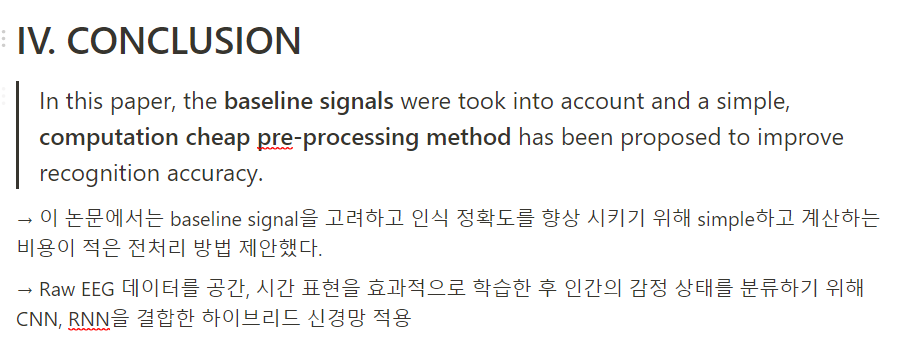 IV. CONCLUSION
In this paper, the baseline signals were took into account and a simple,
computation cheap pre-processing method has been proposed to improve
recognition accuracy.
→ 이 논문에서는 baseline signal을 고려하고 인식 정확도를 향상 시키기 위해 simple하고 계산하는
비용이 적은 전처리 방법 제안했다.
→ Raw EEG 데이터를 공간, 시간 표현을 효과적으로 학습한 후 인간의 감정 상태를 분류하기 위해
CNN, RNN을 결합한 하이브리드 신경망 적용